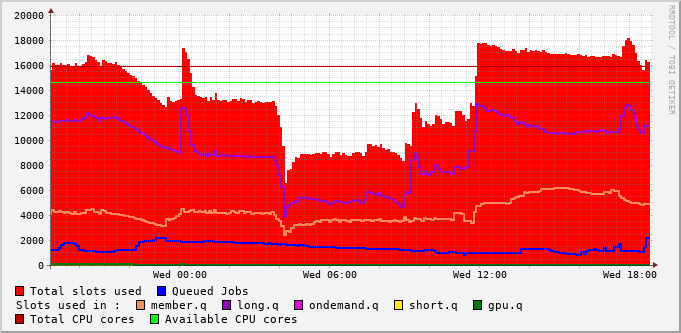 20000
18000
16000
14000
12000
10000
8000
6000
4000
2000
0
Wed 00:00 Wed 06:00 Wed 12:00 Wed 18:00
Total slots used Queued Jobs
Slots used in : member.q long.q ondemand.q short.q gpu.q
Total CPU cores Available CPU cores
RRDTOOL / TOBI OETIKER